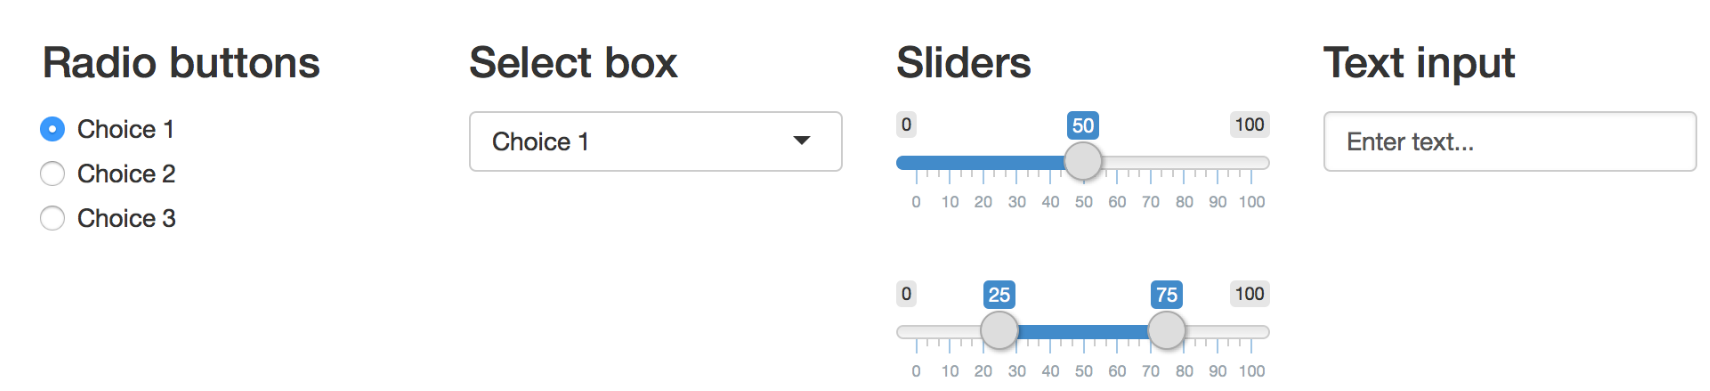 Radio buttons
Choice 1
Choice 2
Choice 3
Select box
Choice 1
Sliders
0 50 100
0 10 20 30 40 50 60 70 80 90 100
0 25 75 100
0 10 20 30 40 50 60 70 80 90 100
Text input
Enter text...